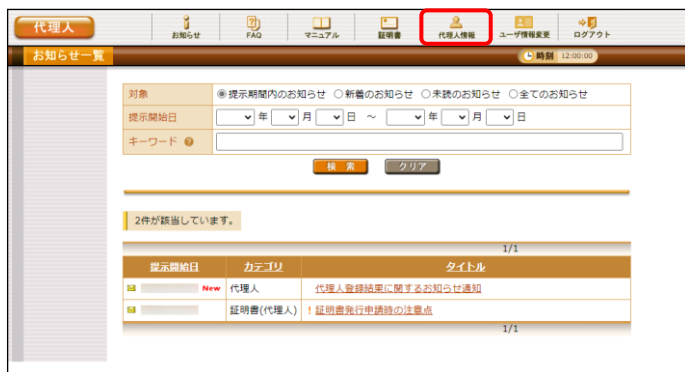 代理人
お知らせ
FAQ
マニュアル
証明書
代理人情報
ユーザ情報変更
ログアウト
お知らせ一覧
時刻 12:00:00
対象 提示期間内のお知らせ 新着のお知らせ 未読のお知らせ 全てのお知らせ
提示開始日 年 月 日 ～ 年 月 日
キーワード ?
検索 クリア
2件が該当しています。
1/1
提示開始日 カテゴリ タイトル
New 代理人 代理人登録結果に関するお知らせ通知
証明書(代理人) ! 証明書発行申請時の注意点
1/1